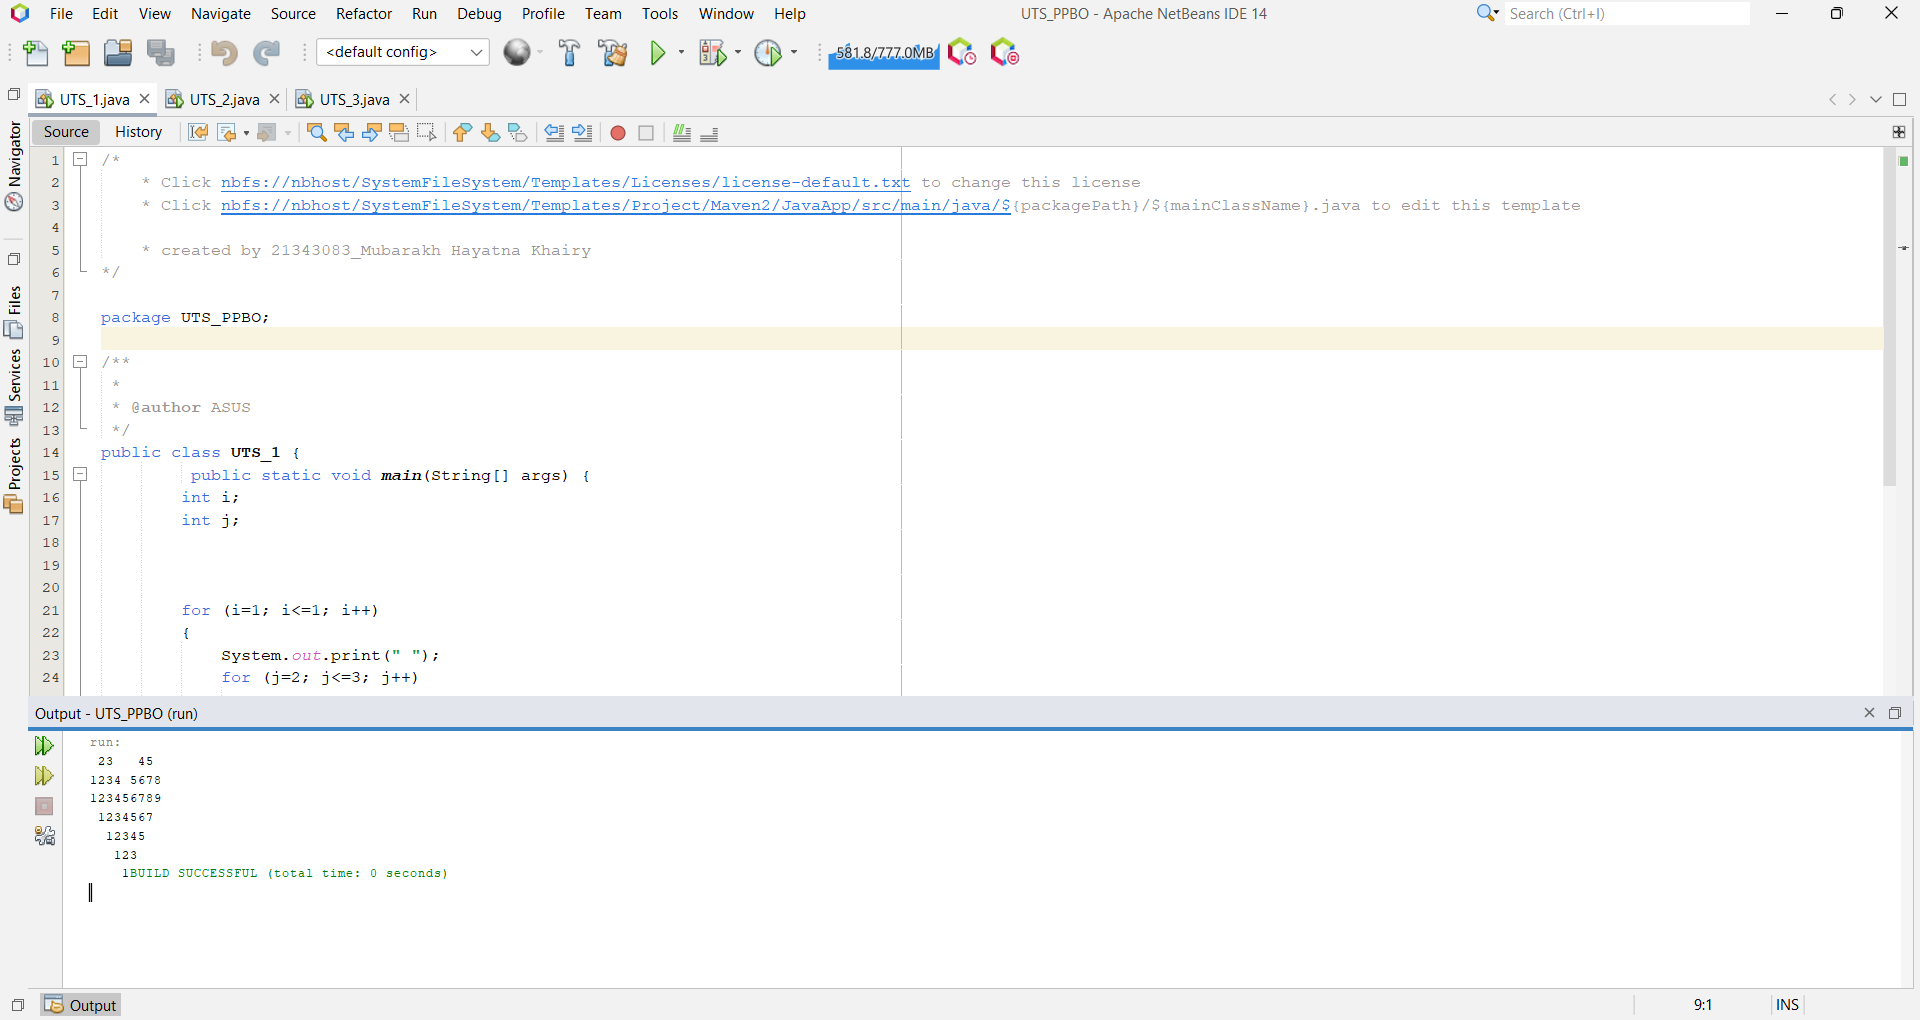 File Edit View Navigate Source Refactor Run Debug Profile Team Tools Window Help UTS_PPBO - Apache NetBeans IDE 14 Search (Ctrl+I)
<default config> 581.8/777.0MB
UTS_1.java UTS_2.java UTS_3.java
Source History
Navigator
Files
Services
Projects
1 /*
2 * Click nbfs://nbhost/SystemFileSystem/Templates/Licenses/license-default.txt to change this license
3 * Click nbfs://nbhost/SystemFileSystem/Templates/Project/Maven2/JavaApp/src/main/java/${packagePath}/${mainClassName}.java to edit this template
4
5 * created by 21343083_Mubarakh Hayatna Khairy
6 */
7
8 package UTS_PPBO;
9
10 /**
11 *
12 * @author ASUS
13 */
14 public class UTS_1 {
15 public static void main(String[] args) {
16 int i;
17 int j;
18
19
20
21 for (i=1; i<=1; i++)
22 {
23 System.out.print(" ");
24 for (j=2; j<=3; j++)
Output - UTS_PPBO (run)
run:
 23   45
1234 5678
123456789
 1234567
  12345
   123
    1BUILD SUCCESSFUL (total time: 0 seconds)
Output 9:1 INS